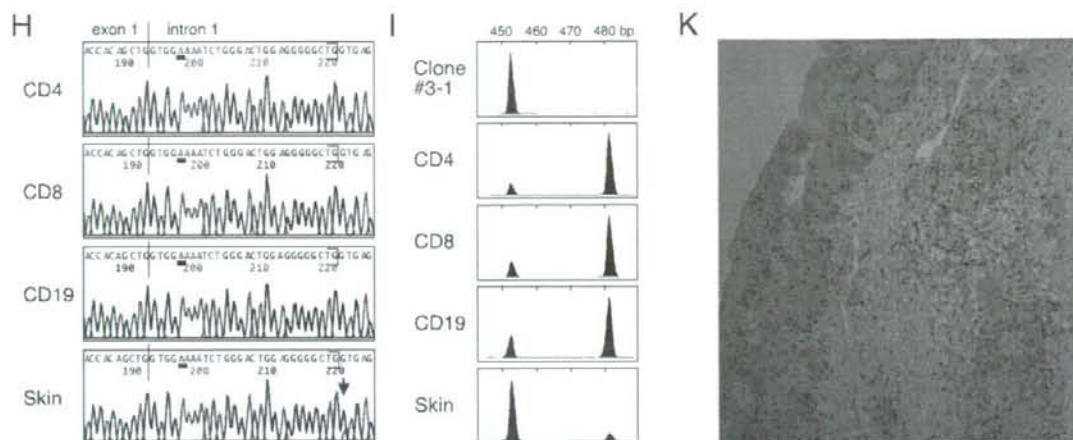 H
I
K
exon 1 intron 1
450 460 470 480 bp
ACCACAGCTGGTGGAAAATCTGGGACTGGAGGGGGCTGGTGAG
190 200 210 220
CD4
ACCACAGCTGGTGGAAAATCTGGGACTGGAGGGGGCTGGTGAG
190 200 210 220
CD8
ACCACAGCTGGTGGAAAATCTGGGACTGGAGGGGGCTGGTGAG
190 200 210 220
CD19
ACCACAGCTGGTGGAAAATCTGGGACTGGAGGGGGCTGGTGAG
190 200 210 220
Skin
Clone
#3-1
CD4
CD8
CD19
Skin